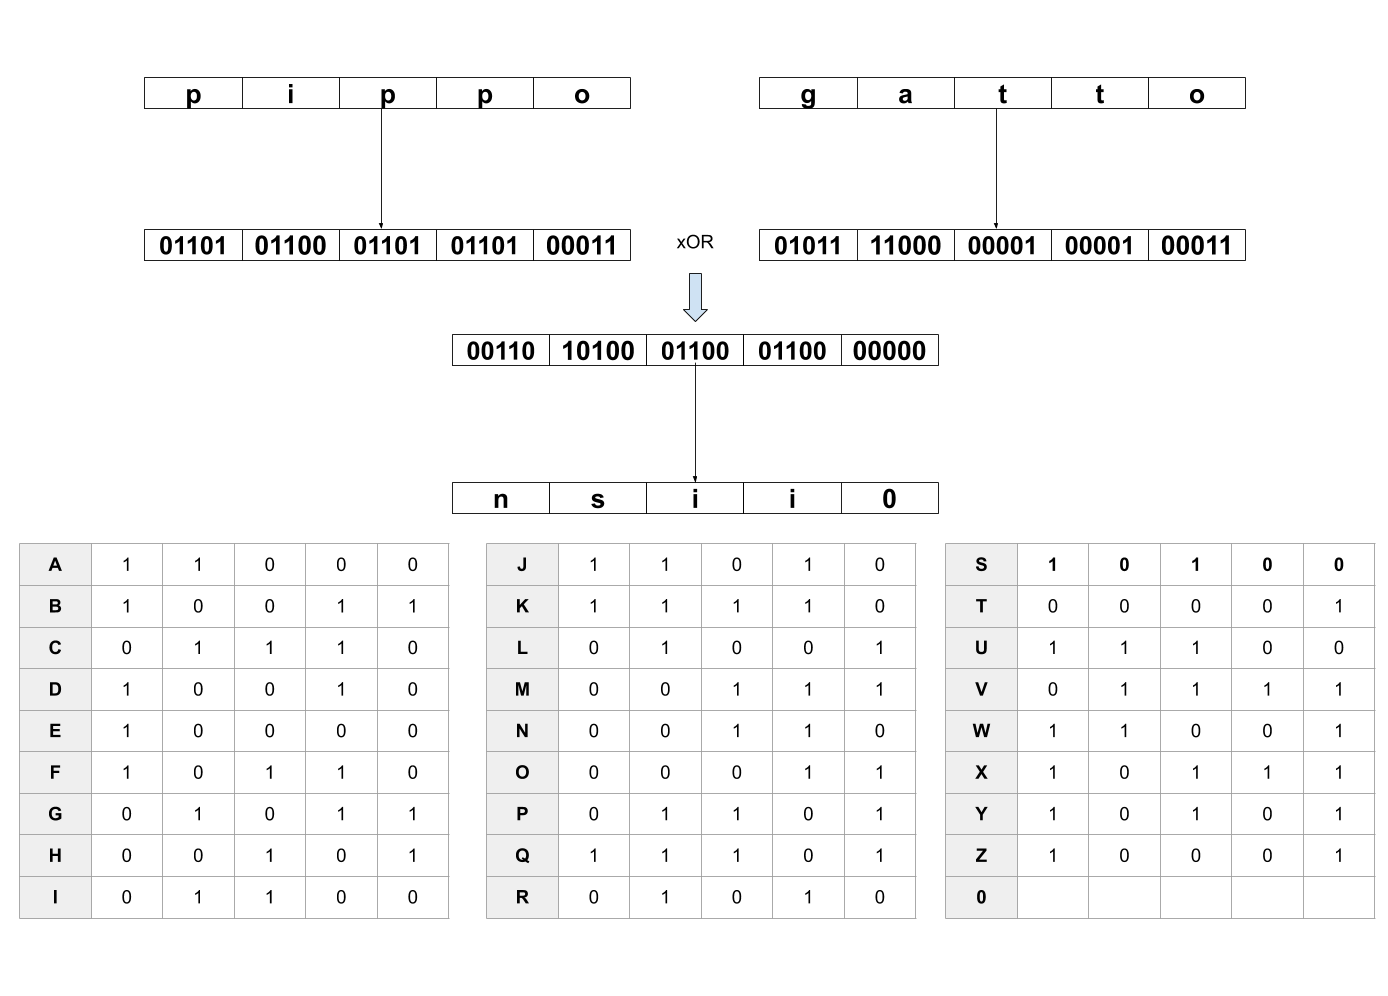 p i p p o g a t t o
01101 01100 01101 01101 00011 xOR 01011 11000 00001 00001 00011
00110 10100 01100 01100 00000
n s i i 0
A 1 1 0 0 0 J 1 1 0 1 0 S 1 0 1 0 0
B 1 0 0 1 1 K 1 1 1 1 0 T 0 0 0 0 1
C 0 1 1 1 0 L 0 1 0 0 1 U 1 1 1 0 0
D 1 0 0 1 0 M 0 0 1 1 1 V 0 1 1 1 1
E 1 0 0 0 0 N 0 0 1 1 0 W 1 1 0 0 1
F 1 0 1 1 0 O 0 0 0 1 1 X 1 0 1 1 1
G 0 1 0 1 1 P 0 1 1 0 1 Y 1 0 1 0 1
H 0 0 1 0 1 Q 1 1 1 0 1 Z 1 0 0 0 1
I 0 1 1 0 0 R 0 1 0 1 0 0